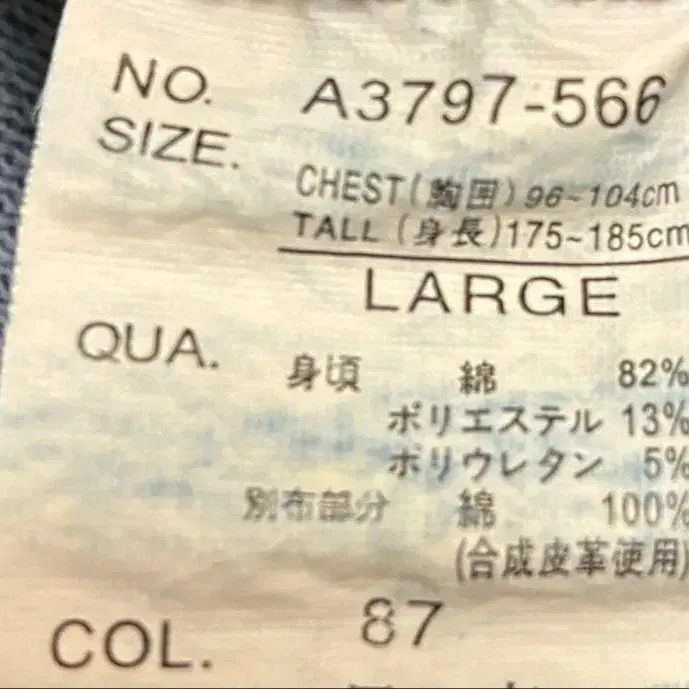 NO. A3797-566
SIZE.
CHEST(胸囲)96~104cm
TALL(身長)175~185cm
LARGE
QUA. 身頃 綿 82%
ポリエステル 13%
ポリウレタン 5%
別布部分 綿 100%
(合成皮革使用)
COL. 87